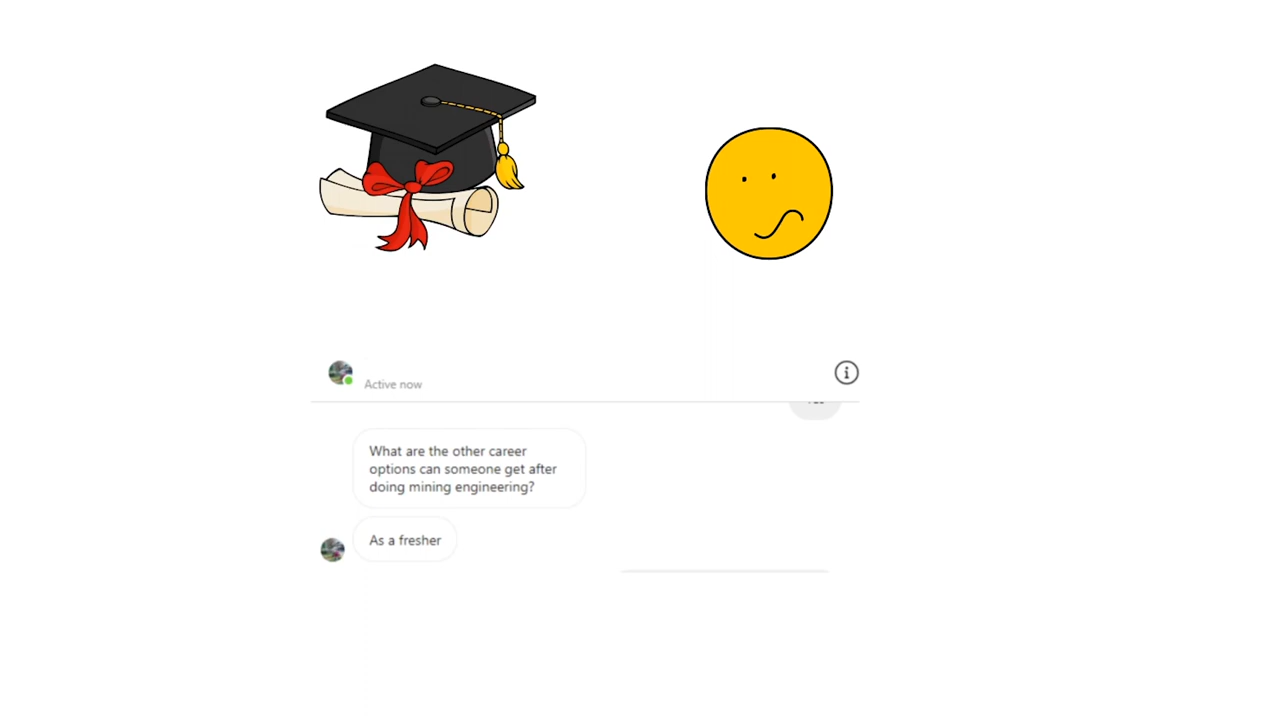 Active now
What are the other career
options can someone get after
doing mining engineering?
As a fresher